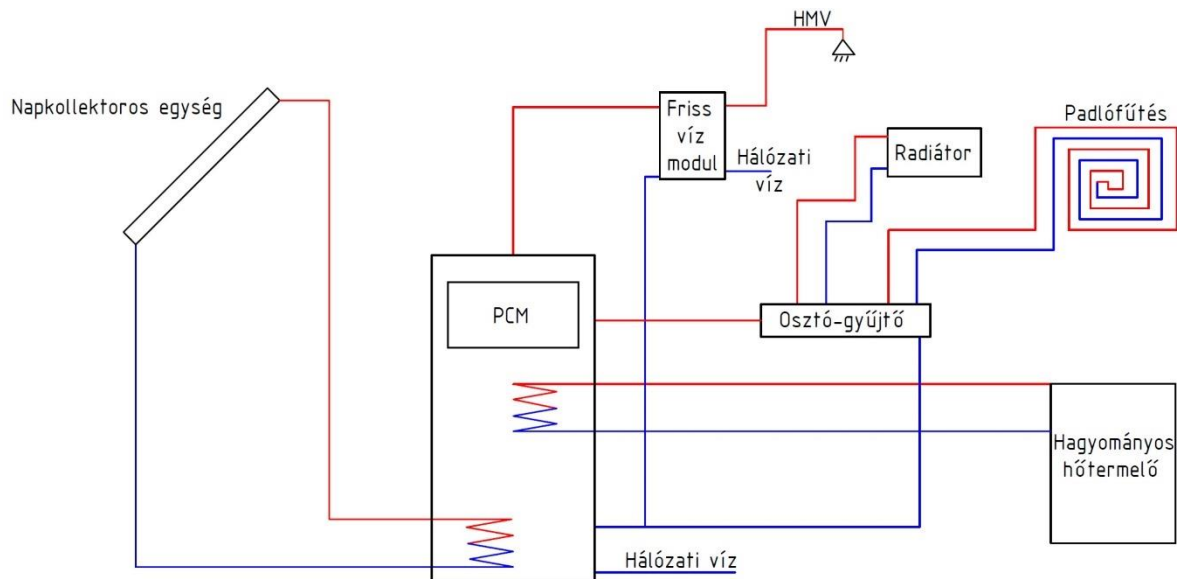 HMV
Napkollektoros egység
Friss
víz
modul
Hálózati
víz
Radiátor
Padlófűtés
PCM
Osztó-gyűjtő
Hagyományos
hőtermelő
Hálózati víz